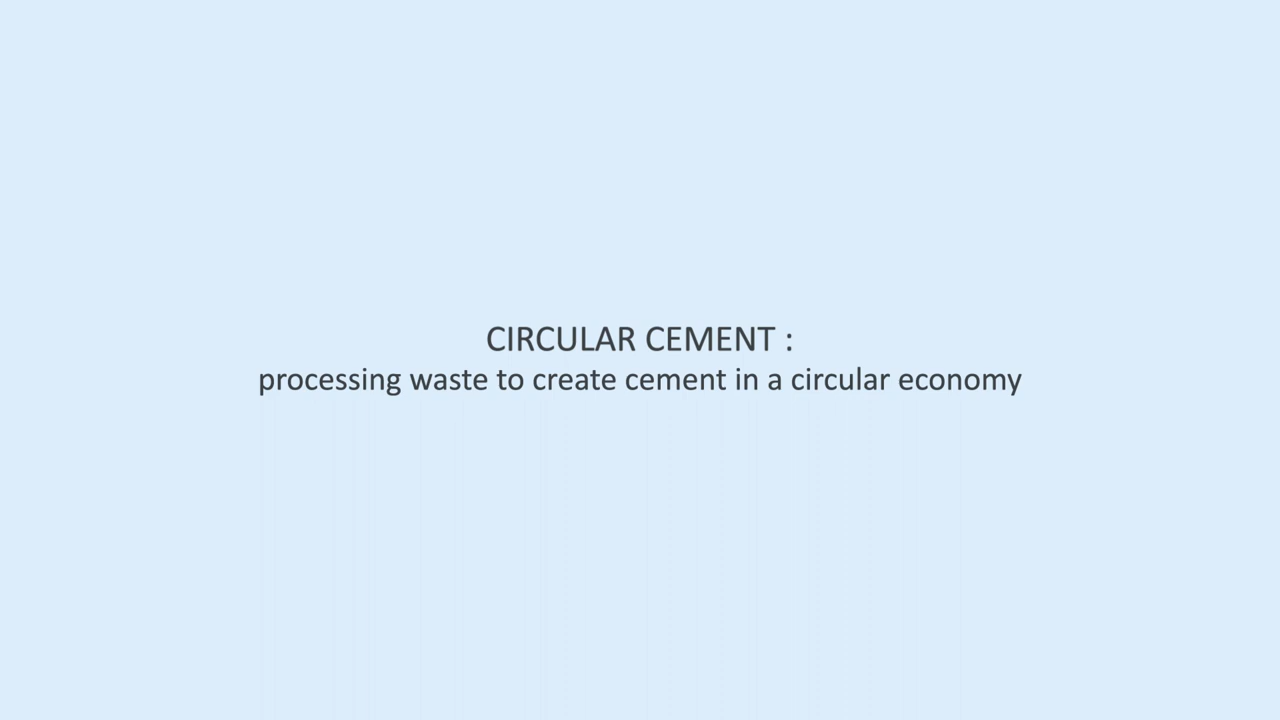 CIRCULAR CEMENT :
processing waste to create cement in a circular economy